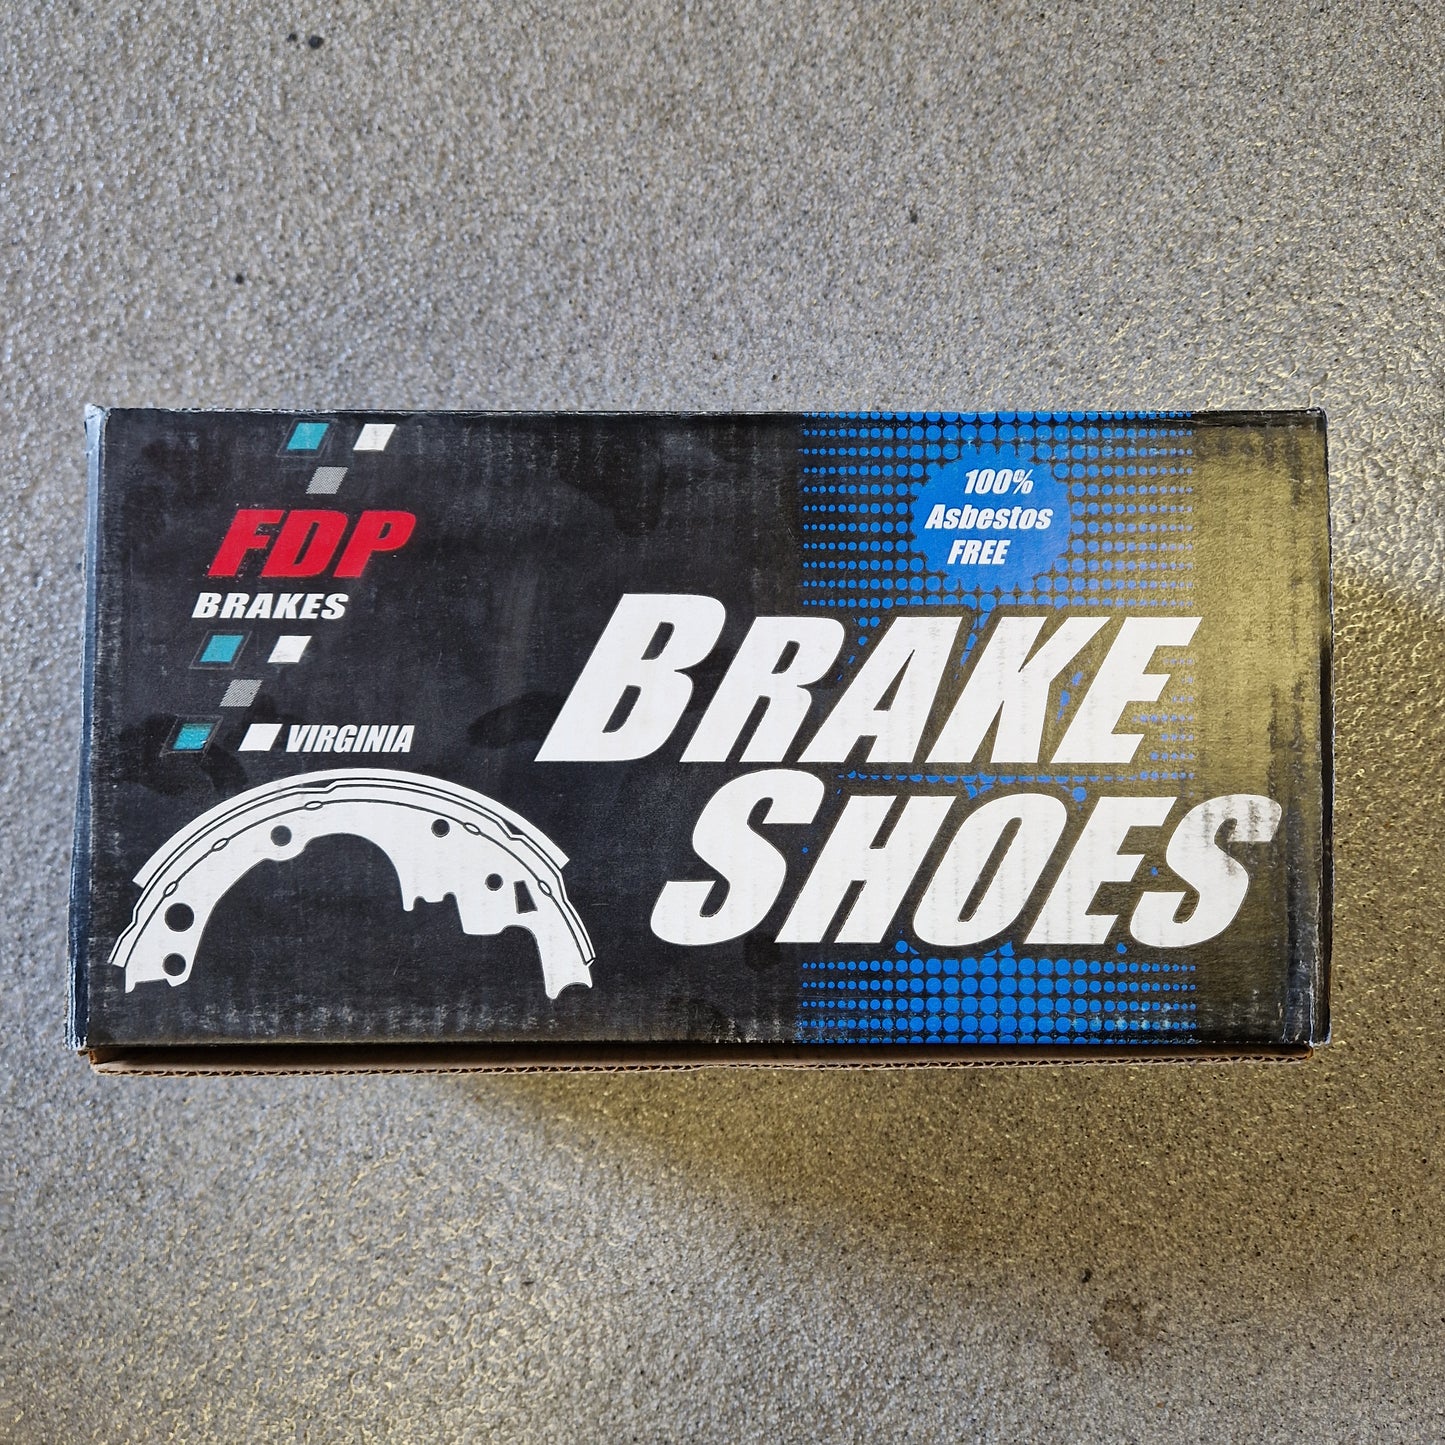 FDP
BRAKES
VIRGINIA
100%
Asbestos
FREE
BRAKE
SHOES